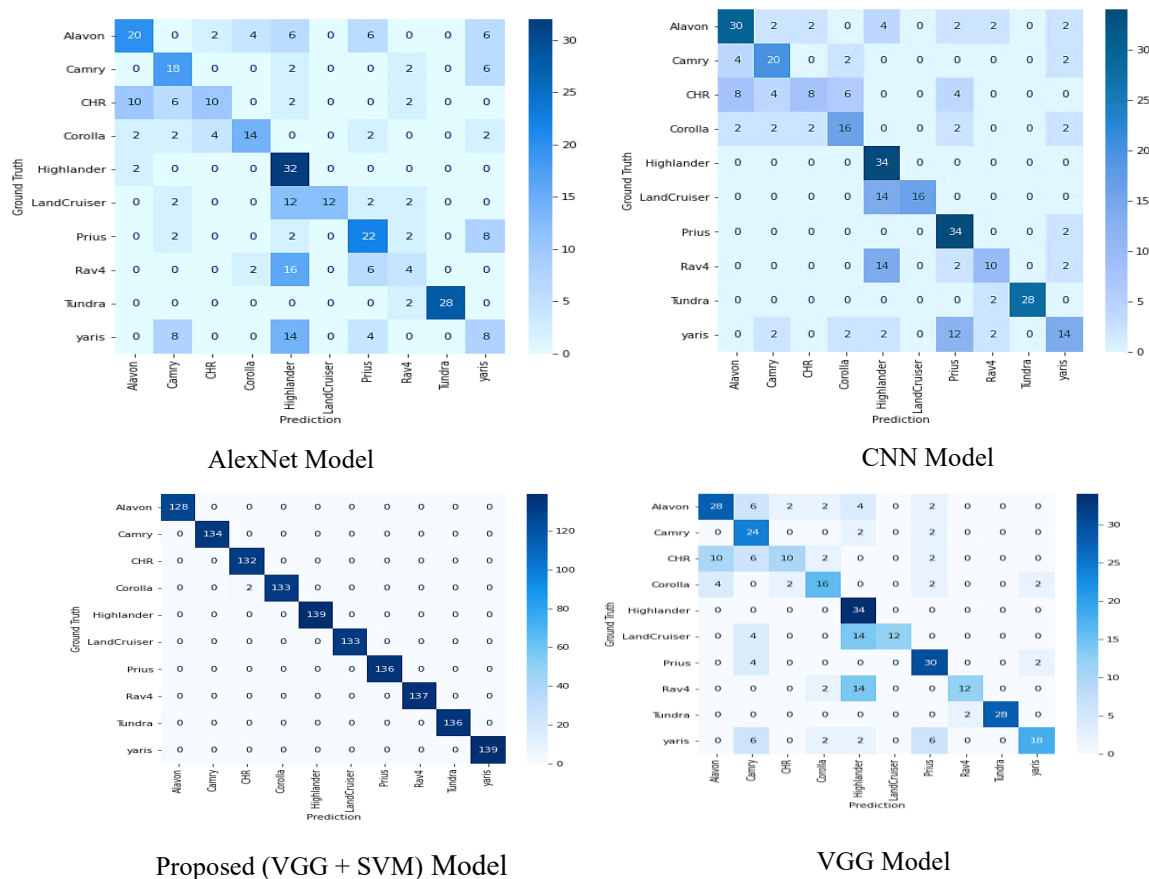 Alavon 20 0 2 4 6 0 6 0 0 6
Camry 0 18 0 0 2 0 0 2 0 6
CHR 10 6 10 0 2 0 0 2 0 0
Corolla 2 2 4 14 0 0 2 0 0 2
Highlander 2 0 0 0 32 0 0 0 0 0
LandCruiser 0 2 0 0 12 12 2 2 0 0
Prius 0 2 0 0 2 0 22 2 0 8
Rav4 0 0 0 2 16 0 6 4 0 0
Tundra 0 0 0 0 0 0 0 2 28 0
yaris 0 8 0 0 14 0 4 0 0 8
Ground Truth
Alavon Camry CHR Corolla Highlander LandCruiser Prius Rav4 Tundra yaris
Prediction
30
25
20
15
10
5
0
AlexNet Model
Alavon 30 2 2 0 4 0 2 2 0 2
Camry 4 20 0 2 0 0 0 0 0 2
CHR 8 4 8 6 0 0 4 0 0 0
Corolla 2 2 2 16 0 0 2 0 0 2
Highlander 0 0 0 0 34 0 0 0 0 0
LandCruiser 0 0 0 0 14 16 0 0 0 0
Prius 0 0 0 0 0 0 34 0 0 2
Rav4 0 0 0 0 14 0 2 10 0 2
Tundra 0 0 0 0 0 0 0 2 28 0
yaris 0 2 0 2 2 0 12 2 0 14
Ground Truth
Alavon Camry CHR Corolla Highlander LandCruiser Prius Rav4 Tundra yaris
Prediction
30
25
20
15
10
5
0
CNN Model
Alavon 128 0 0 0 0 0 0 0 0 0
Camry 0 134 0 0 0 0 0 0 0 0
CHR 0 0 132 0 0 0 0 0 0 0
Corolla 0 0 2 133 0 0 0 0 0 0
Highlander 0 0 0 0 139 0 0 0 0 0
LandCruiser 0 0 0 0 0 133 0 0 0 0
Prius 0 0 0 0 0 0 136 0 0 0
Rav4 0 0 0 0 0 0 0 137 0 0
Tundra 0 0 0 0 0 0 0 0 136 0
yaris 0 0 0 0 0 0 0 0 0 139
Ground Truth
Alavon Camry CHR Corolla Highlander LandCruiser Prius Rav4 Tundra yaris
Prediction
120
100
80
60
40
20
0
Proposed (VGG + SVM) Model
Alavon 28 6 2 2 4 0 2 0 0 0
Camry 0 24 0 0 2 0 2 0 0 0
CHR 10 6 10 2 0 0 2 0 0 0
Corolla 4 0 2 16 0 0 2 0 0 2
Highlander 0 0 0 0 34 0 0 0 0 0
LandCruiser 0 4 0 0 14 12 0 0 0 0
Prius 0 4 0 0 0 0 30 0 0 2
Rav4 0 0 0 2 14 0 0 12 0 0
Tundra 0 0 0 0 0 0 0 2 28 0
yaris 0 6 0 2 2 0 6 0 0 18
Ground Truth
Alavon Camry CHR Corolla Highlander LandCruiser Prius Rav4 Tundra yaris
Prediction
30
25
20
15
10
5
0
VGG Model